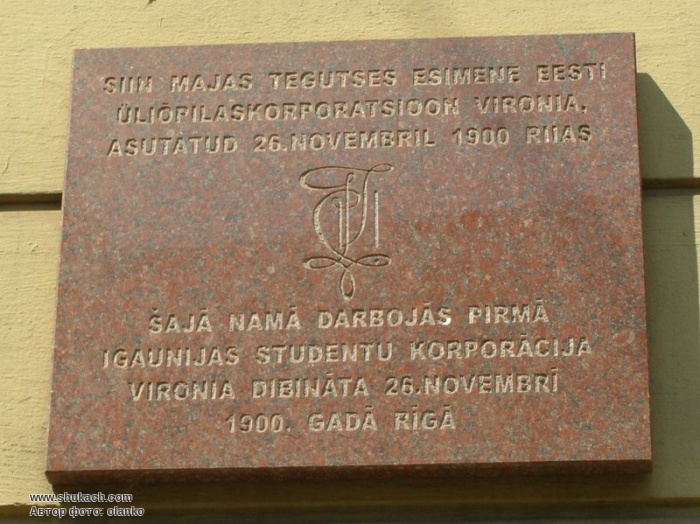 SIIN MAJAS TEGUTSES ESIMENE EESTI
ÜLIÕPILASKORPORATSIOON VIRONIA,
ASUTATUD 26.NOVEMBRIL 1900 RIIAS
ŠAJĀ NAMĀ DARBOJĀS PIRMĀ
IGAUNIJAS STUDENTU KORPORĀCIJA
VIRONIA DIBINĀTA 26.NOVEMBRĪ
1900. GADĀ RĪGĀ
www.shukach.com
Автор фото: olanko